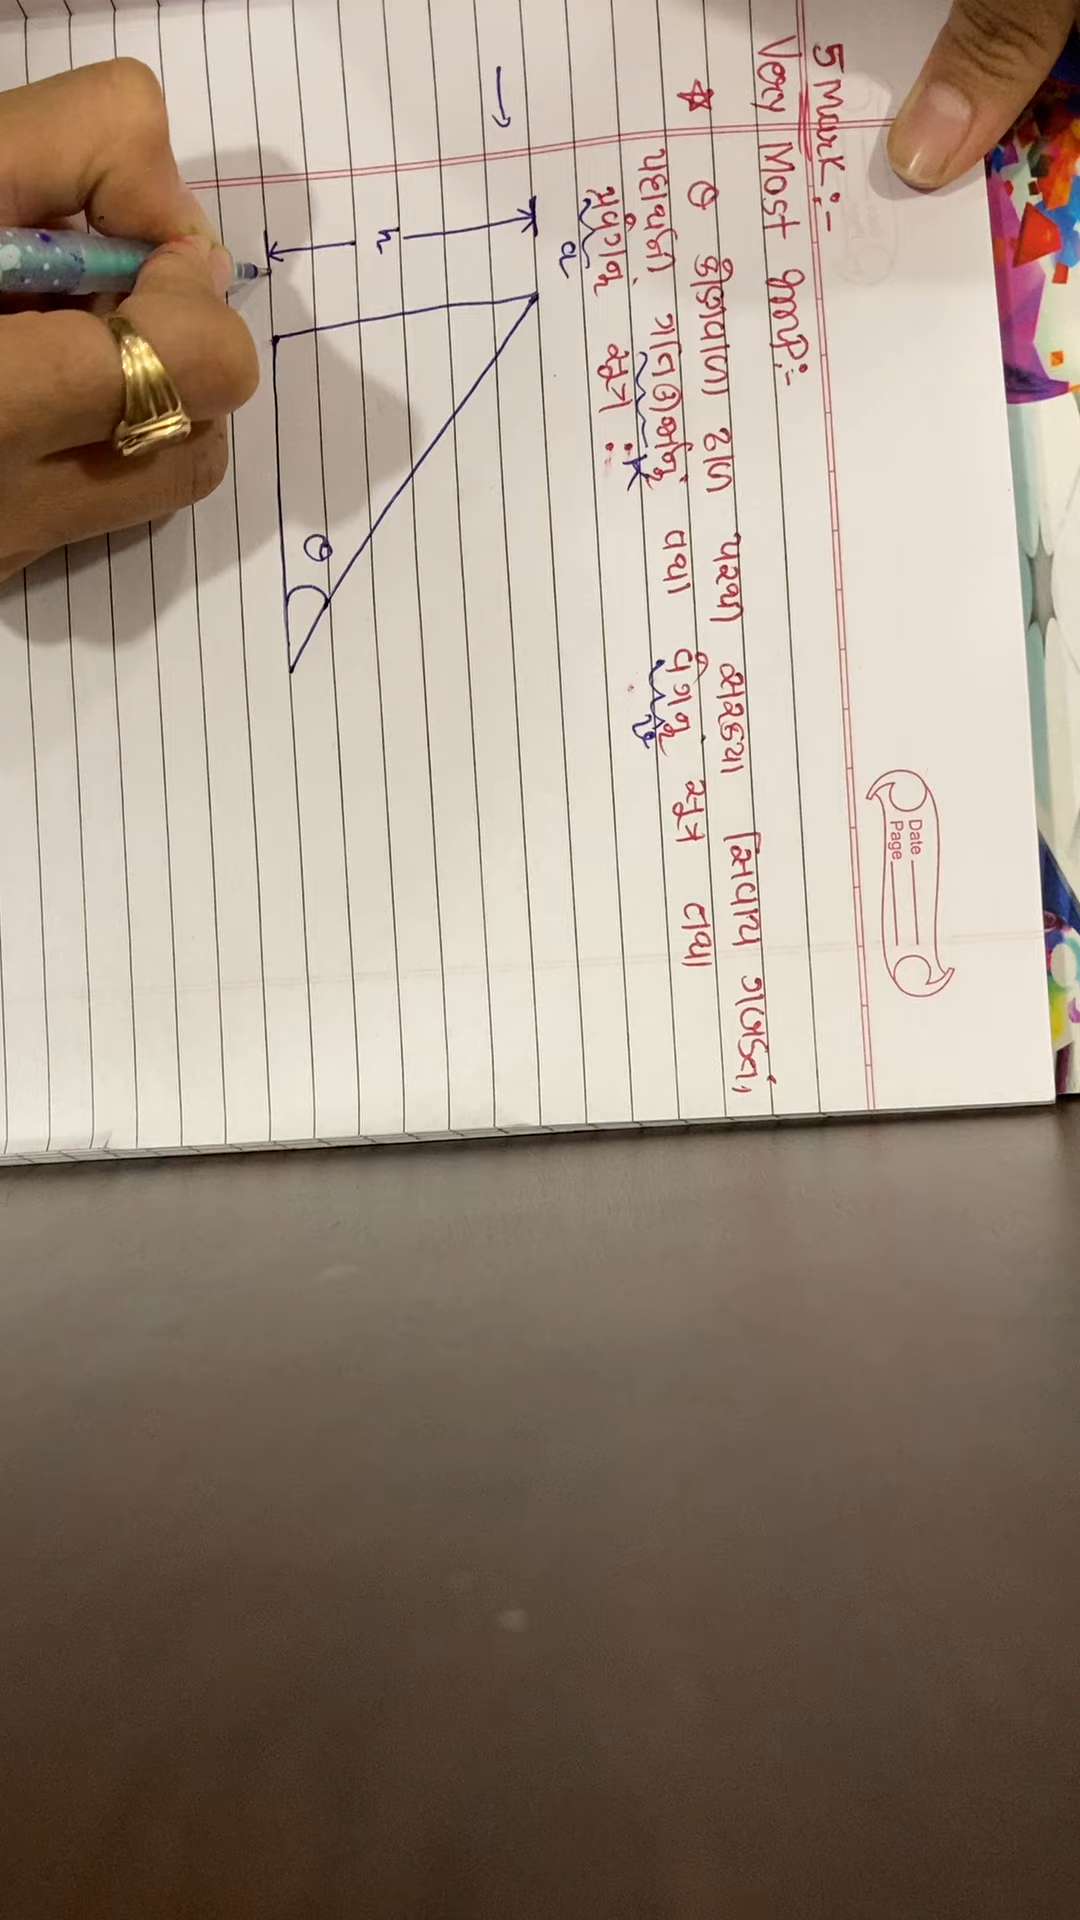 Date
Page
5 Mark :-
Very Most IMP :-
θ ખૂણાવાળા ઢાળ પરથી સરક્યા સિવાય ગબડતાં,
પદાર્થની ગતિઊર્જાનું તથા વેગનું સૂત્ર તથા
K
v
પ્રવેગનું સૂત્ર :-
a
→
h
θ